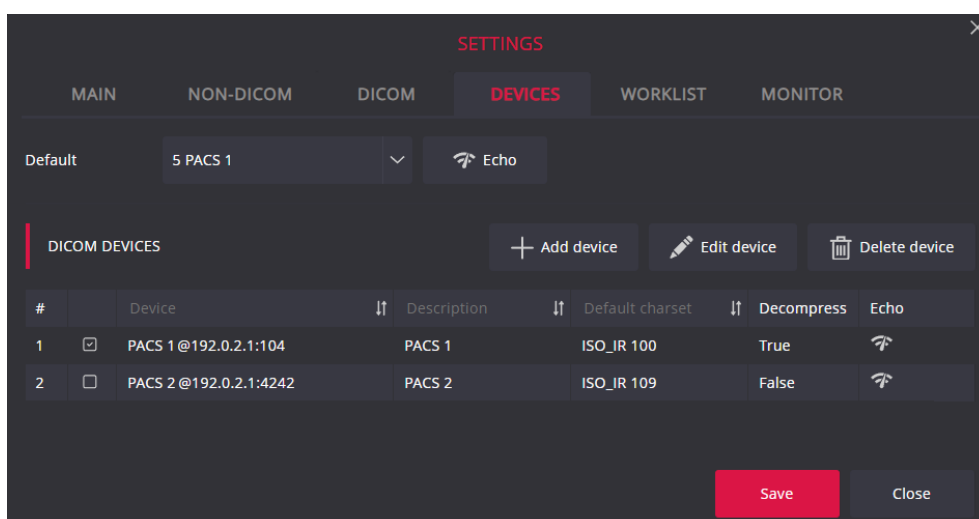 SETTINGS
MAIN NON-DICOM DICOM DEVICES WORKLIST MONITOR
Default 5 PACS 1 Echo
DICOM DEVICES Add device Edit device Delete device
# Device Description Default charset Decompress Echo
1 PACS 1@192.0.2.1:104 PACS 1 ISO_IR 100 True
2 PACS 2@192.0.2.1:4242 PACS 2 ISO_IR 109 False
Save Close